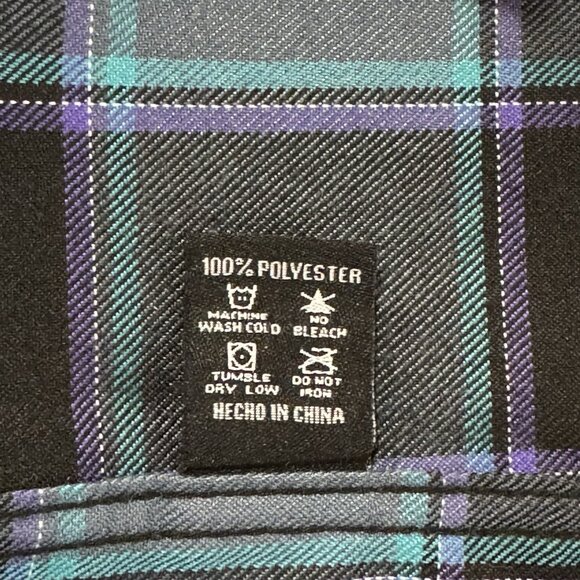 100% POLYESTER
MACHINE
WASH COLD
NO
BLEACH
TUMBLE
DRY LOW
DO NOT
IRON
HECHO IN CHINA